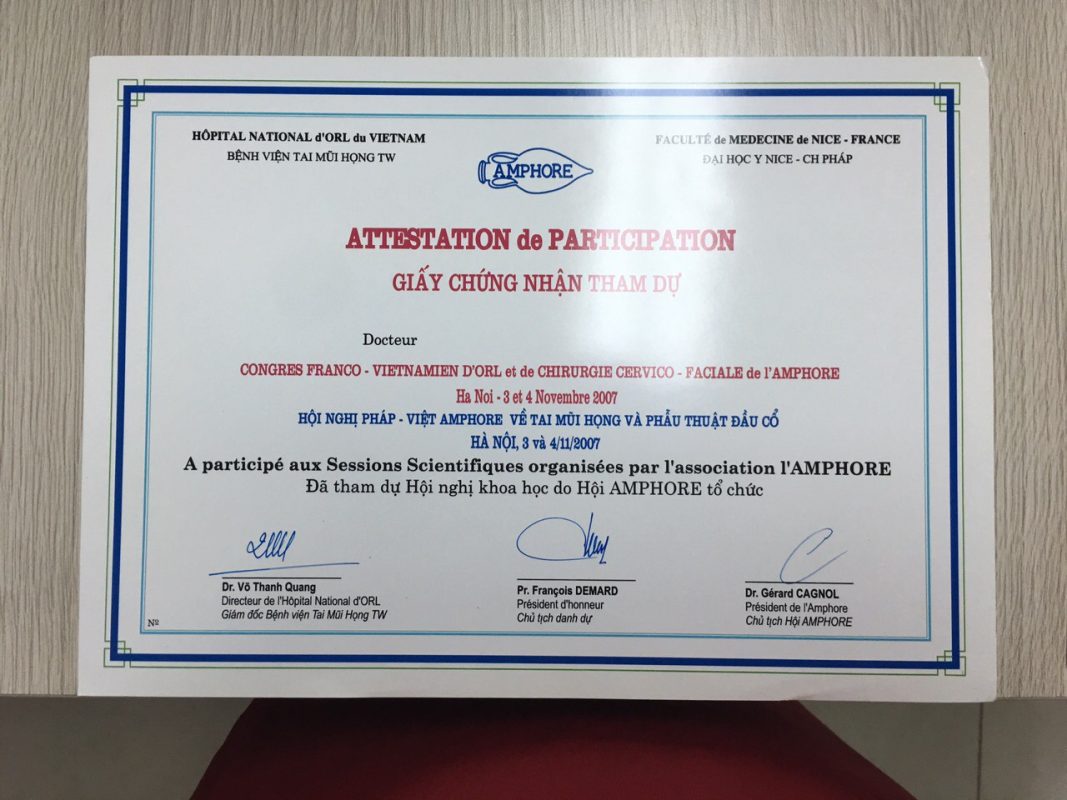 HÔPITAL NATIONAL d'ORL du VIETNAM
BỆNH VIỆN TAI MŨI HỌNG TW
FACULTÉ de MEDECINE de NICE - FRANCE
ĐẠI HỌC Y NICE - CH PHÁP
AMPHORE
ATTESTATION de PARTICIPATION
GIẤY CHỨNG NHẬN THAM DỰ
Docteur
CONGRES FRANCO - VIETNAMIEN D'ORL et de CHIRURGIE CERVICO - FACIALE de l'AMPHORE
Ha Noi - 3 et 4 Novembre 2007
HỘI NGHỊ PHÁP - VIỆT AMPHORE VỀ TAI MŨI HỌNG VÀ PHẪU THUẬT ĐẦU CỔ
HÀ NỘI, 3 và 4/11/2007
A participé aux Sessions Scientifiques organisées par l'association l'AMPHORE
Đã tham dự Hội nghị khoa học do Hội AMPHORE tổ chức
Dr. Võ Thanh Quang
Directeur de l'Hôpital National d'ORL
Giám đốc Bệnh viện Tai Mũi Họng TW
Pr. François DEMARD
Président d'honneur
Chủ tịch danh dự
Dr. Gérard CAGNOL
Président de l'Amphore
Chủ tịch Hội AMPHORE
Nº